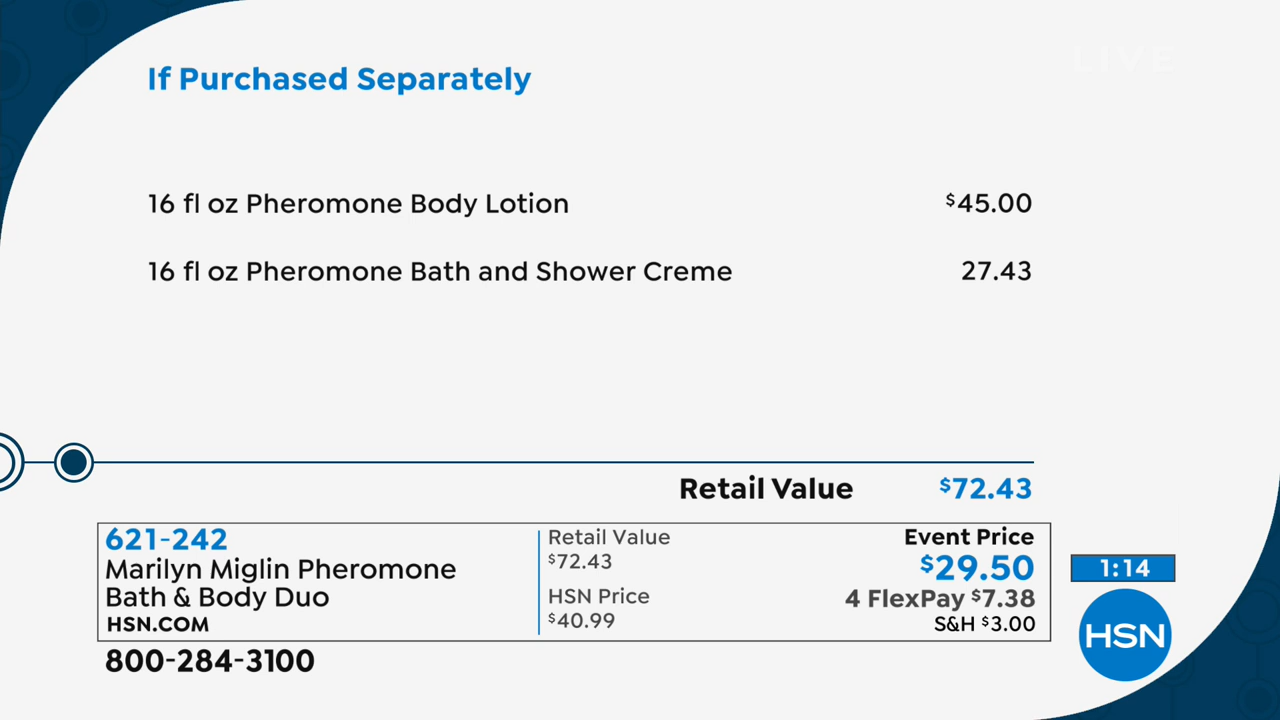 LIVE
If Purchased Separately
16 fl oz Pheromone Body Lotion $45.00
16 fl oz Pheromone Bath and Shower Creme 27.43
Retail Value $72.43
621-242
Marilyn Miglin Pheromone
Bath & Body Duo
HSN.COM
Retail Value
$72.43
HSN Price
$40.99
Event Price
$29.50
4 FlexPay $7.38
S&H $3.00
1:14
HSN
800-284-3100